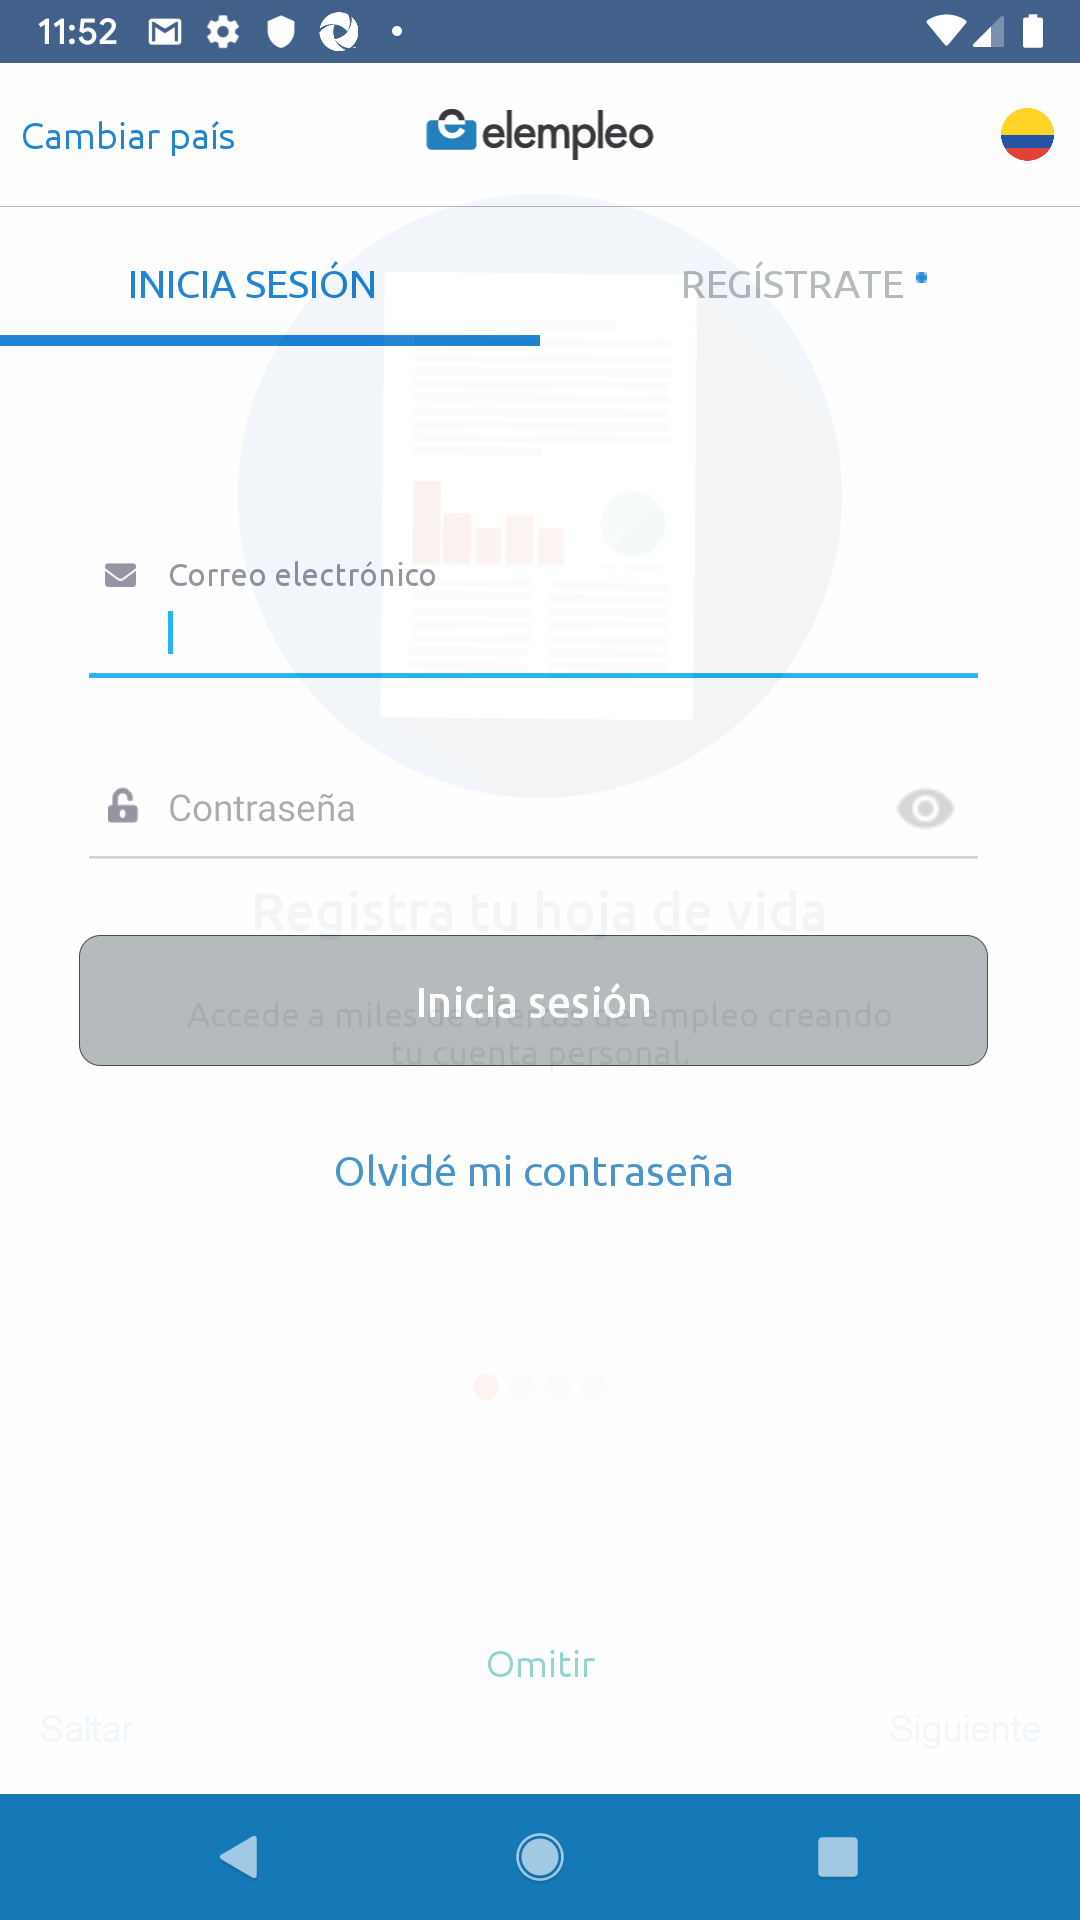 11:52
Cambiar país
elempleo
INICIA SESIÓN
REGÍSTRATE
Correo electrónico
Contraseña
Registra tu hoja de vida
Inicia sesión
Accede a miles de ofertas de empleo creando
tu cuenta personal.
Olvidé mi contraseña
Omitir
Saltar
Siguiente